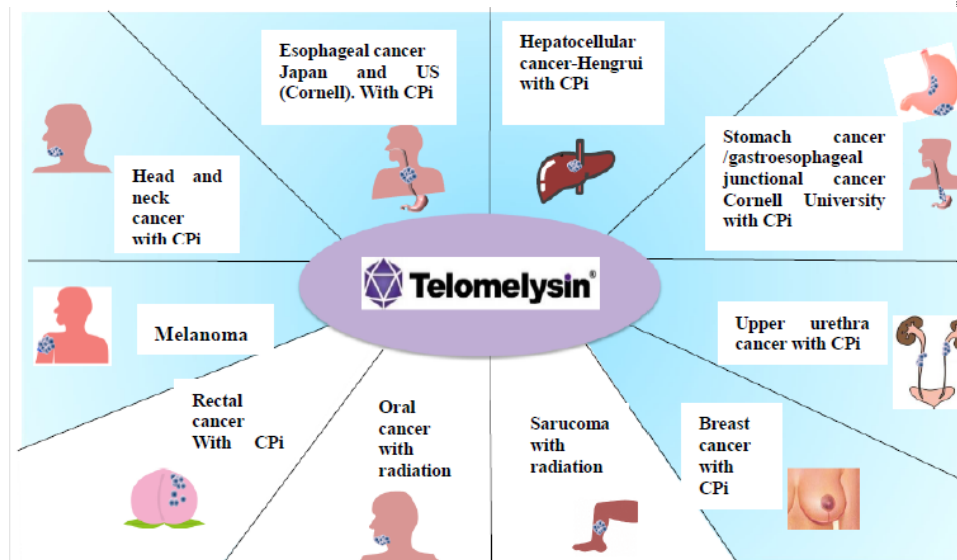 Esophageal cancer
Japan and US
(Cornell). With CPi
Hepatocellular
cancer-Hengrui
with CPi
Stomach cancer
/gastroesophageal
junctional cancer
Cornell University
with CPi
Head and
neck
cancer
with CPi
Telomelysin®
Melanoma
Upper urethra
cancer with CPi
Rectal
cancer
With CPi
Oral
cancer
with
radiation
Sarucoma
with
radiation
Breast
cancer
with
CPi